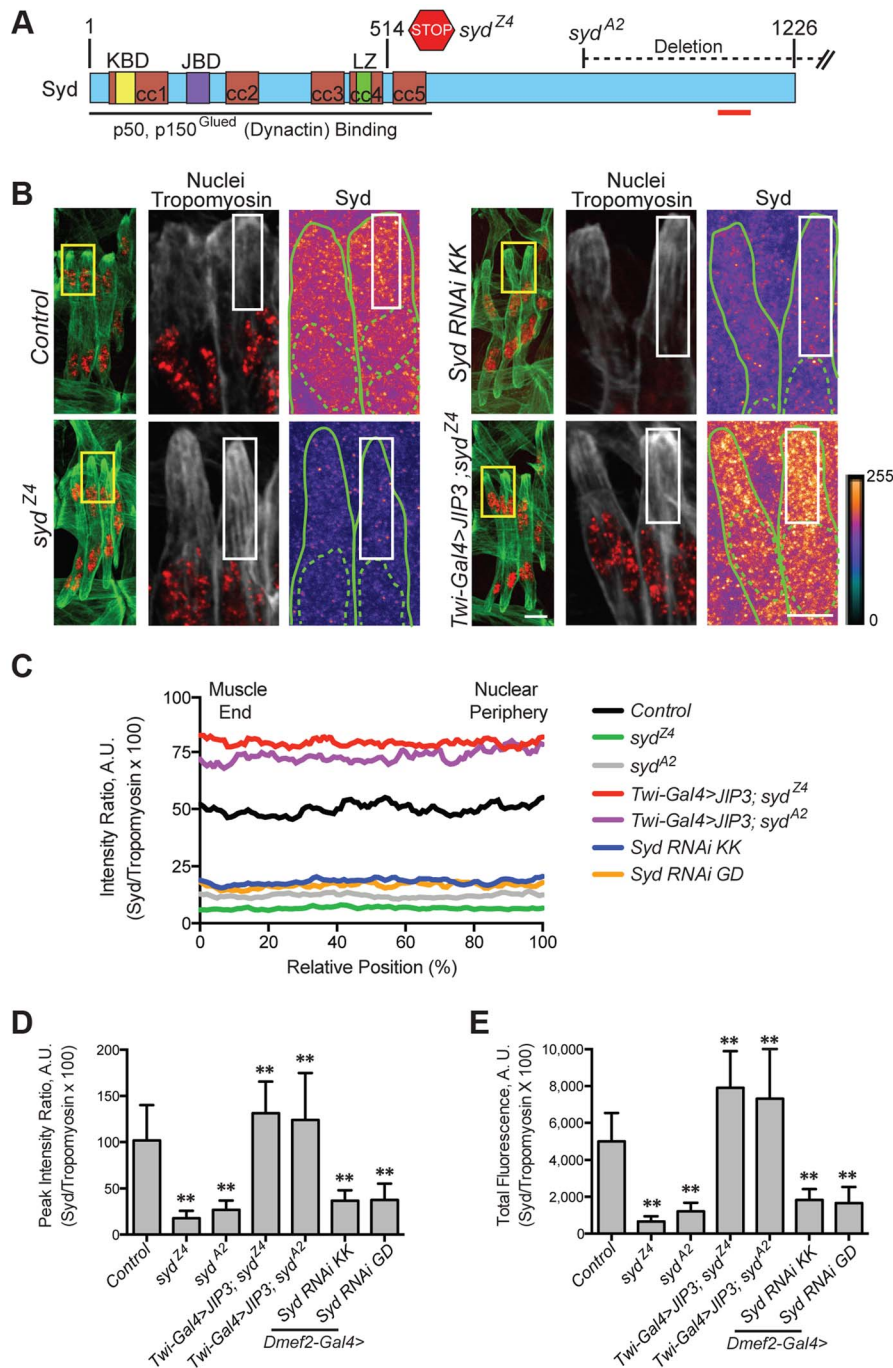 A
1
514
STOP
syd Z4
syd A2
1226
Deletion
KBD
JBD
LZ
Syd
cc1
cc2
cc3
cc4
cc5
p50, p150 Glued (Dynactin) Binding
B
Nuclei
Tropomyosin
Syd
Nuclei
Tropomyosin
Syd
Control
Syd RNAi KK
syd Z4
Twi-Gal4>JIP3;syd Z4
255
0
C
Intensity Ratio, A.U.
(Syd/Tropomyosin x 100)
100
75
50
25
0
Muscle
End
Nuclear
Periphery
0 20 40 60 80 100
Relative Position (%)
Control
syd Z4
syd A2
Twi-Gal4>JIP3; syd Z4
Twi-Gal4>JIP3; syd A2
Syd RNAi KK
Syd RNAi GD
D
Peak Intensity Ratio, A.U.
(Syd/Tropomyosin x 100)
200
150
100
50
0
** ** ** ** ** **
Control
syd Z4
syd A2
Twi-Gal4>JIP3; syd Z4
Twi-Gal4>JIP3; syd A2
Syd RNAi KK
Syd RNAi GD
Dmef2-Gal4>
E
Total Fluorescence, A. U.
(Syd/Tropomyosin X 100)
10,000
8,000
6,000
4,000
2,000
0
** ** ** ** ** **
Control
syd Z4
syd A2
Twi-Gal4>JIP3; syd Z4
Twi-Gal4>JIP3; syd A2
Syd RNAi KK
Syd RNAi GD
Dmef2-Gal4>